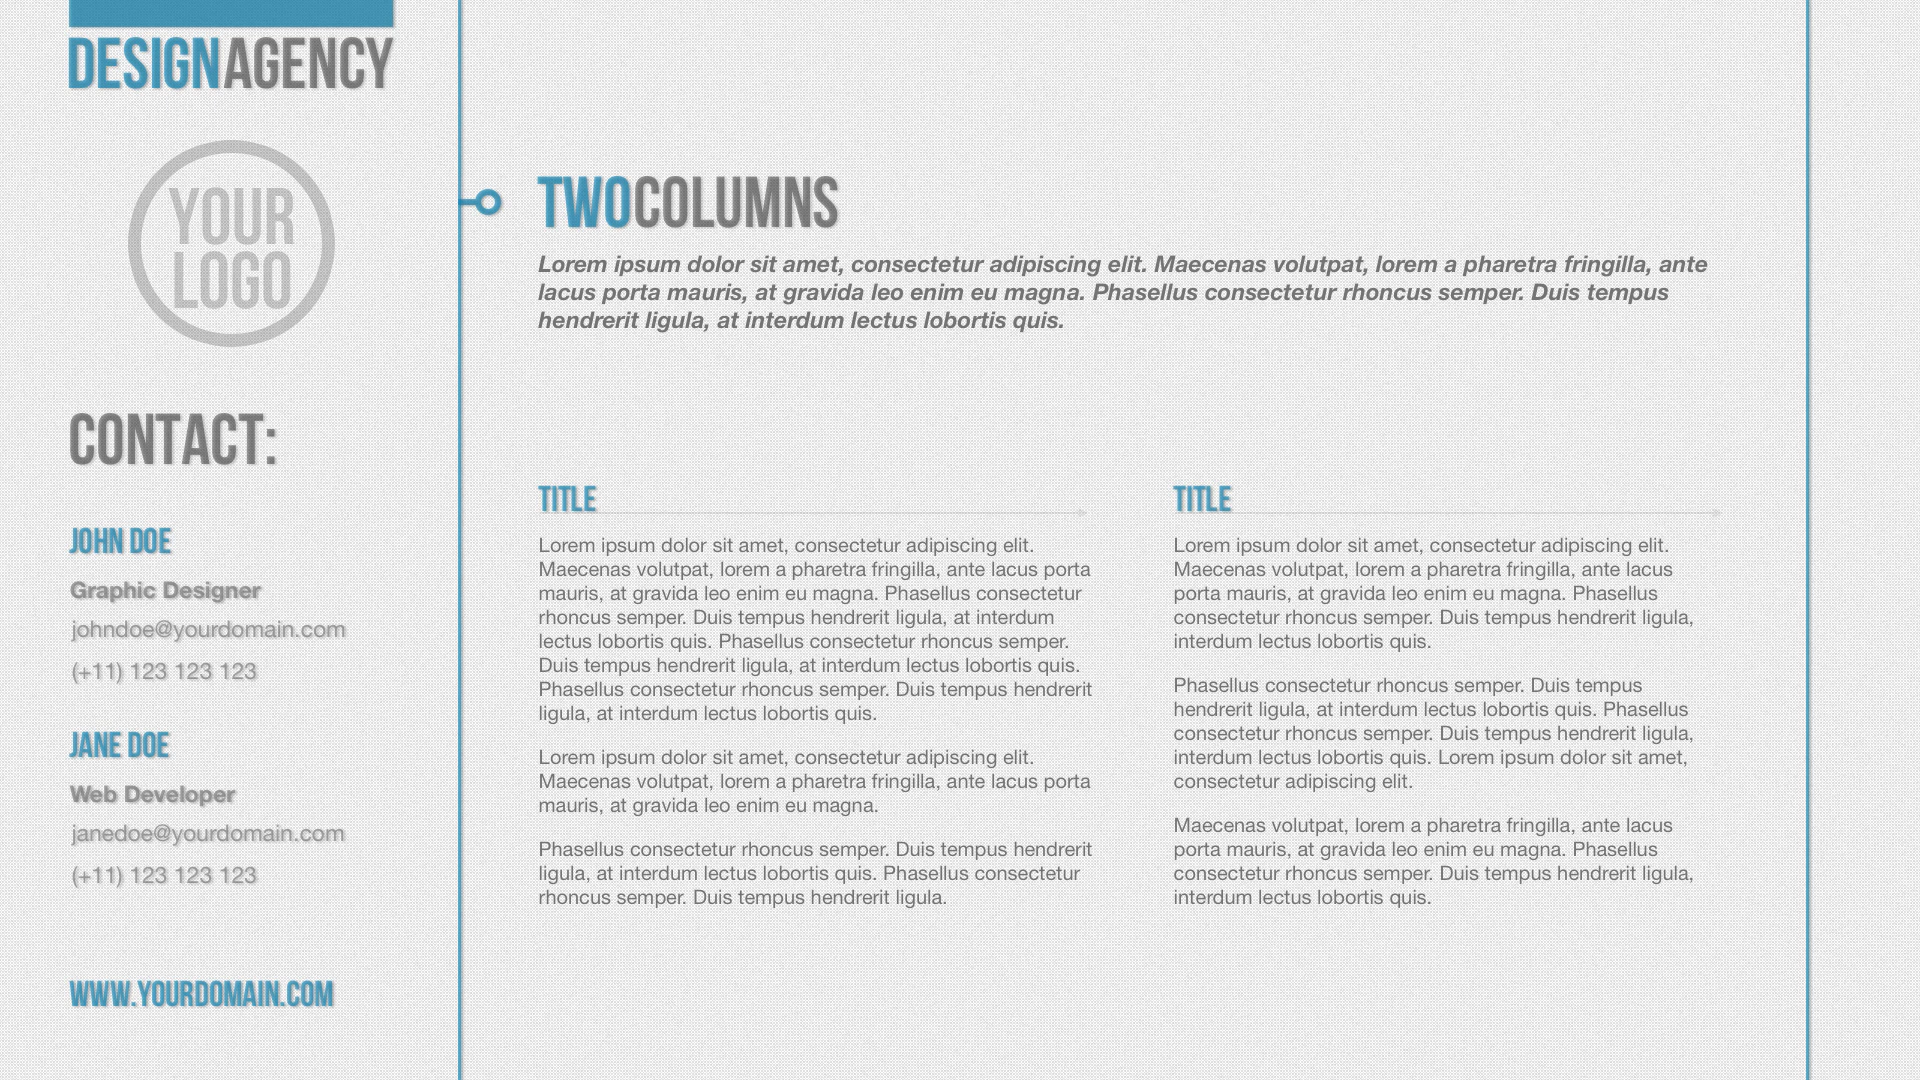 DESIGNAGENCY
YOUR
LOGO
CONTACT:
JOHN DOE
Graphic Designer
johndoe@yourdomain.com
(+11) 123 123 123
JANE DOE
Web Developer
janedoe@yourdomain.com
(+11) 123 123 123
WWW.YOURDOMAIN.COM
TWOCOLUMNS
Lorem ipsum dolor sit amet, consectetur adipiscing elit. Maecenas volutpat, lorem a pharetra fringilla, ante
lacus porta mauris, at gravida leo enim eu magna. Phasellus consectetur rhoncus semper. Duis tempus
hendrerit ligula, at interdum lectus lobortis quis.
TITLE
Lorem ipsum dolor sit amet, consectetur adipiscing elit.
Maecenas volutpat, lorem a pharetra fringilla, ante lacus porta
mauris, at gravida leo enim eu magna. Phasellus consectetur
rhoncus semper. Duis tempus hendrerit ligula, at interdum
lectus lobortis quis. Phasellus consectetur rhoncus semper.
Duis tempus hendrerit ligula, at interdum lectus lobortis quis.
Phasellus consectetur rhoncus semper. Duis tempus hendrerit
ligula, at interdum lectus lobortis quis.
Lorem ipsum dolor sit amet, consectetur adipiscing elit.
Maecenas volutpat, lorem a pharetra fringilla, ante lacus porta
mauris, at gravida leo enim eu magna.
Phasellus consectetur rhoncus semper. Duis tempus hendrerit
ligula, at interdum lectus lobortis quis. Phasellus consectetur
rhoncus semper. Duis tempus hendrerit ligula.
TITLE
Lorem ipsum dolor sit amet, consectetur adipiscing elit.
Maecenas volutpat, lorem a pharetra fringilla, ante lacus
porta mauris, at gravida leo enim eu magna. Phasellus
consectetur rhoncus semper. Duis tempus hendrerit ligula,
interdum lectus lobortis quis.
Phasellus consectetur rhoncus semper. Duis tempus
hendrerit ligula, at interdum lectus lobortis quis. Phasellus
consectetur rhoncus semper. Duis tempus hendrerit ligula,
interdum lectus lobortis quis. Lorem ipsum dolor sit amet,
consectetur adipiscing elit.
Maecenas volutpat, lorem a pharetra fringilla, ante lacus
porta mauris, at gravida leo enim eu magna. Phasellus
consectetur rhoncus semper. Duis tempus hendrerit ligula,
interdum lectus lobortis quis.